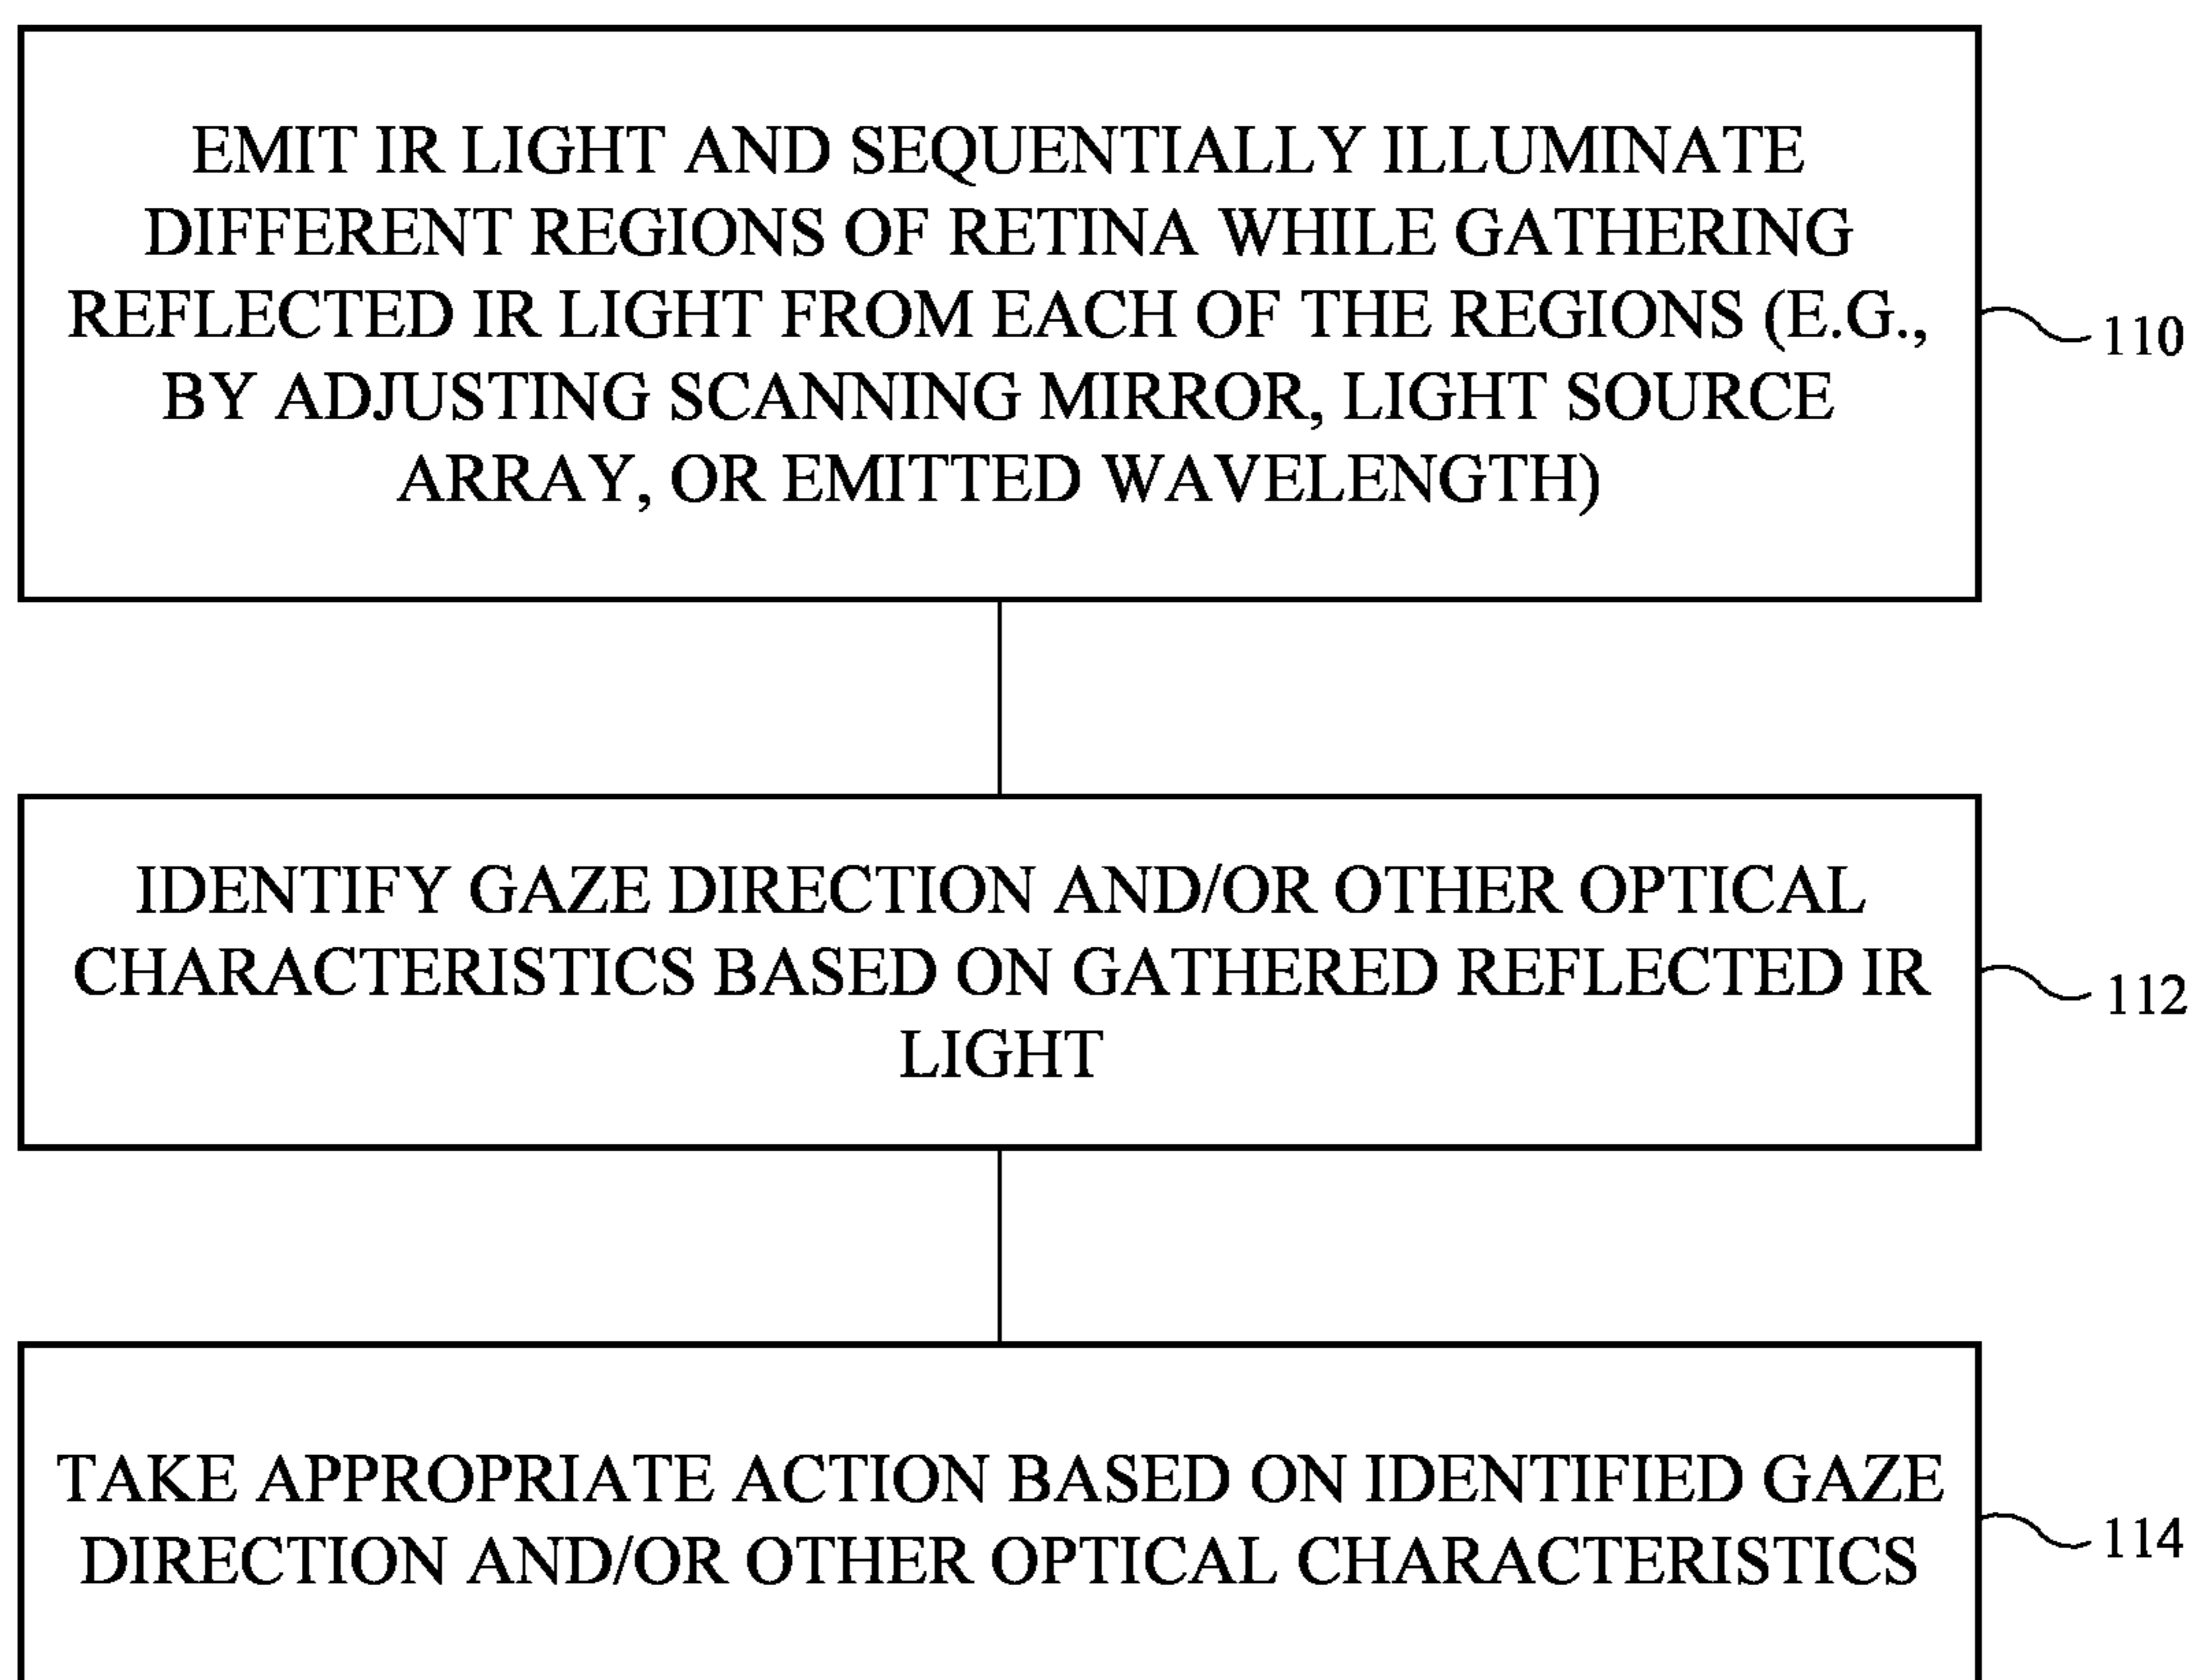 EMIT IR LIGHT AND SEQUENTIALLY ILLUMINATE
DIFFERENT REGIONS OF RETINA WHILE GATHERING
REFLECTED IR LIGHT FROM EACH OF THE REGIONS (E.G.,
BY ADJUSTING SCANNING MIRROR, LIGHT SOURCE
ARRAY, OR EMITTED WAVELENGTH)
110
IDENTIFY GAZE DIRECTION AND/OR OTHER OPTICAL
CHARACTERISTICS BASED ON GATHERED REFLECTED IR
LIGHT
112
TAKE APPROPRIATE ACTION BASED ON IDENTIFIED GAZE
DIRECTION AND/OR OTHER OPTICAL CHARACTERISTICS
114